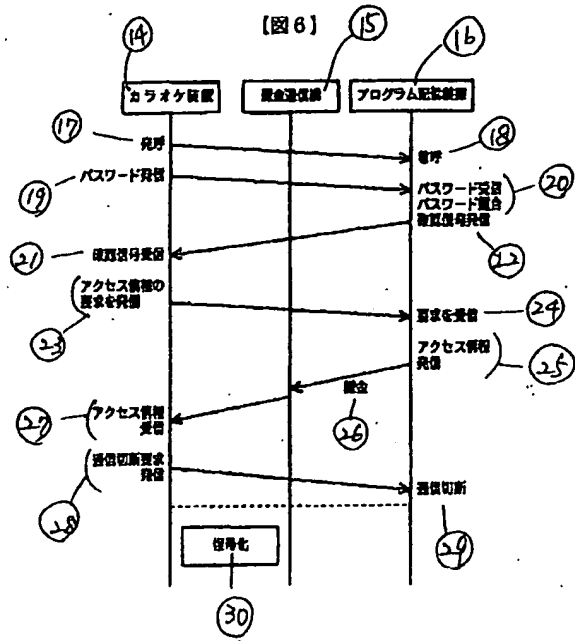 【図6】
14
15
16
カラオケ装置
課金通信網
プログラム配信装置
17
発呼
着呼
18
19
パスワード発信
パスワード受信
パスワード照合
20
確認信号発信
22
21
確認信号受信
23
アクセス情報の
要求を発信
要求を受信
24
アクセス情報
発信
25
課金
26
27
アクセス情報
受信
28
通信切断要求
発信
通信切断
29
復号化
30